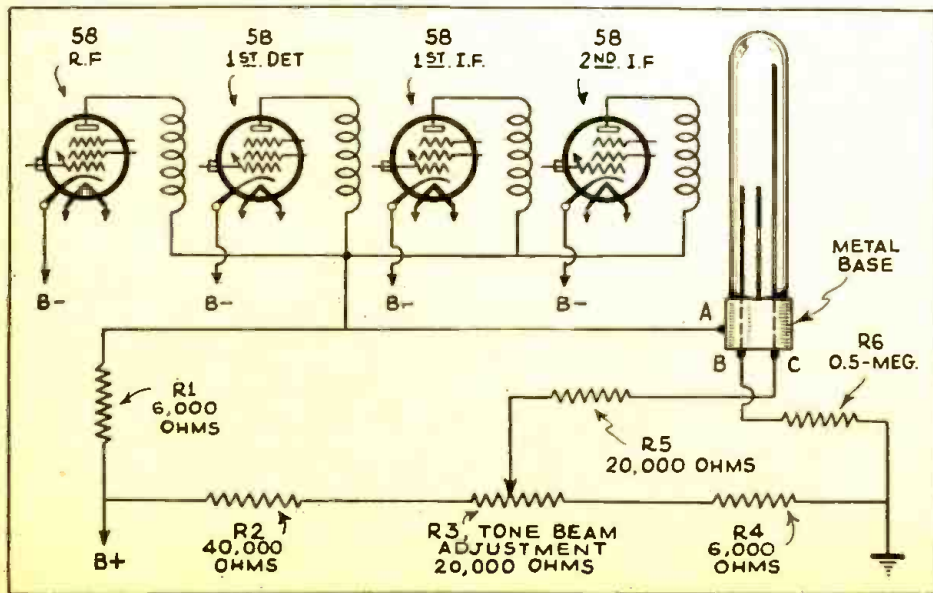 58
R.F
58
1ST. DET
58
1ST. I.F.
58
2ND. I.F
METAL
BASE
B-
B-
B-
B-
A
B
C
R6
0.5-MEG.
R1
6,000
OHMS
R5
20,000 OHMS
B+
R2
40,000
OHMS
R3, TONE BEAM
ADJUSTMENT
20,000 OHMS
R4
6,000
OHMS